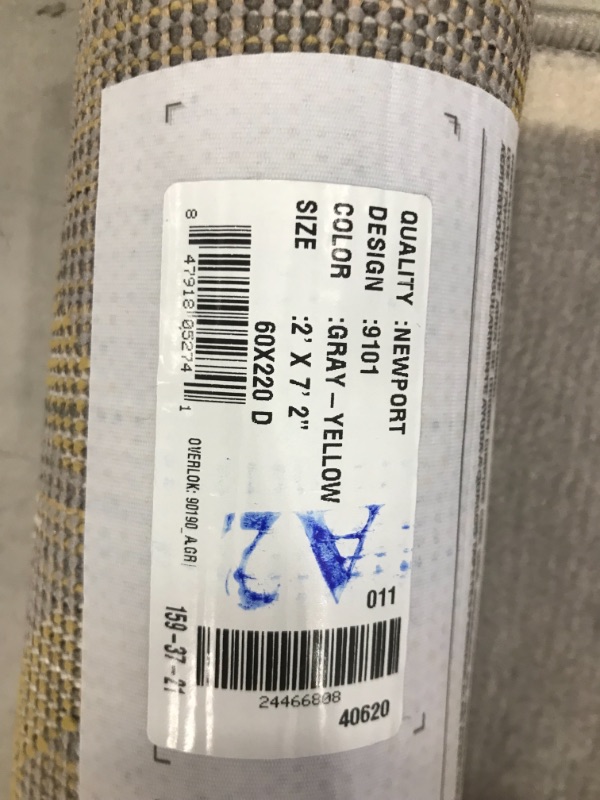 QUALITY :NEWPORT
DESIGN :9101
COLOR :GRAY – YELLOW
SIZE :2' X 7' 2"
60X220 D
8 47918 05274 1
OVERLOK: 90190_A.GRI
A
2
011
24466808
40620
159-37-21